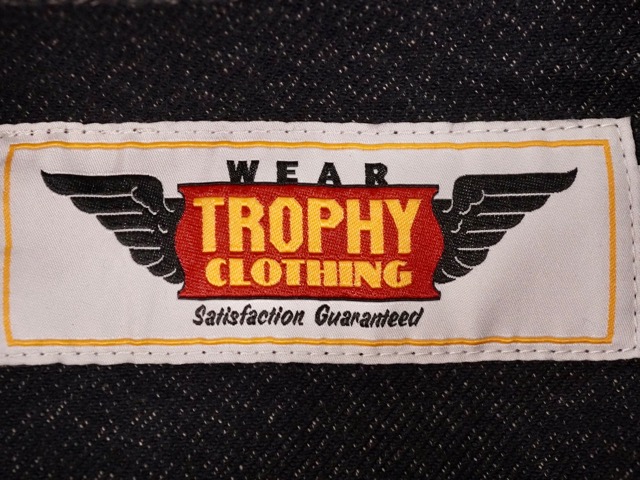 WEAR
TROPHY
CLOTHING
Satisfaction Guaranteed